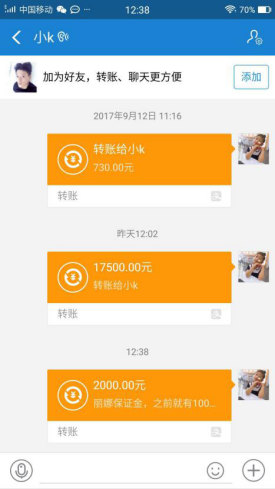 中国移动 12:38 70%
小k
加为好友，转账、聊天更方便 添加
2017年9月12日 11:16
转账给小k
730.00元
转账
昨天12:02
17500.00元
转账给小k
转账
12:38
2000.00元
丽娜保证金，之前就有100...
转账